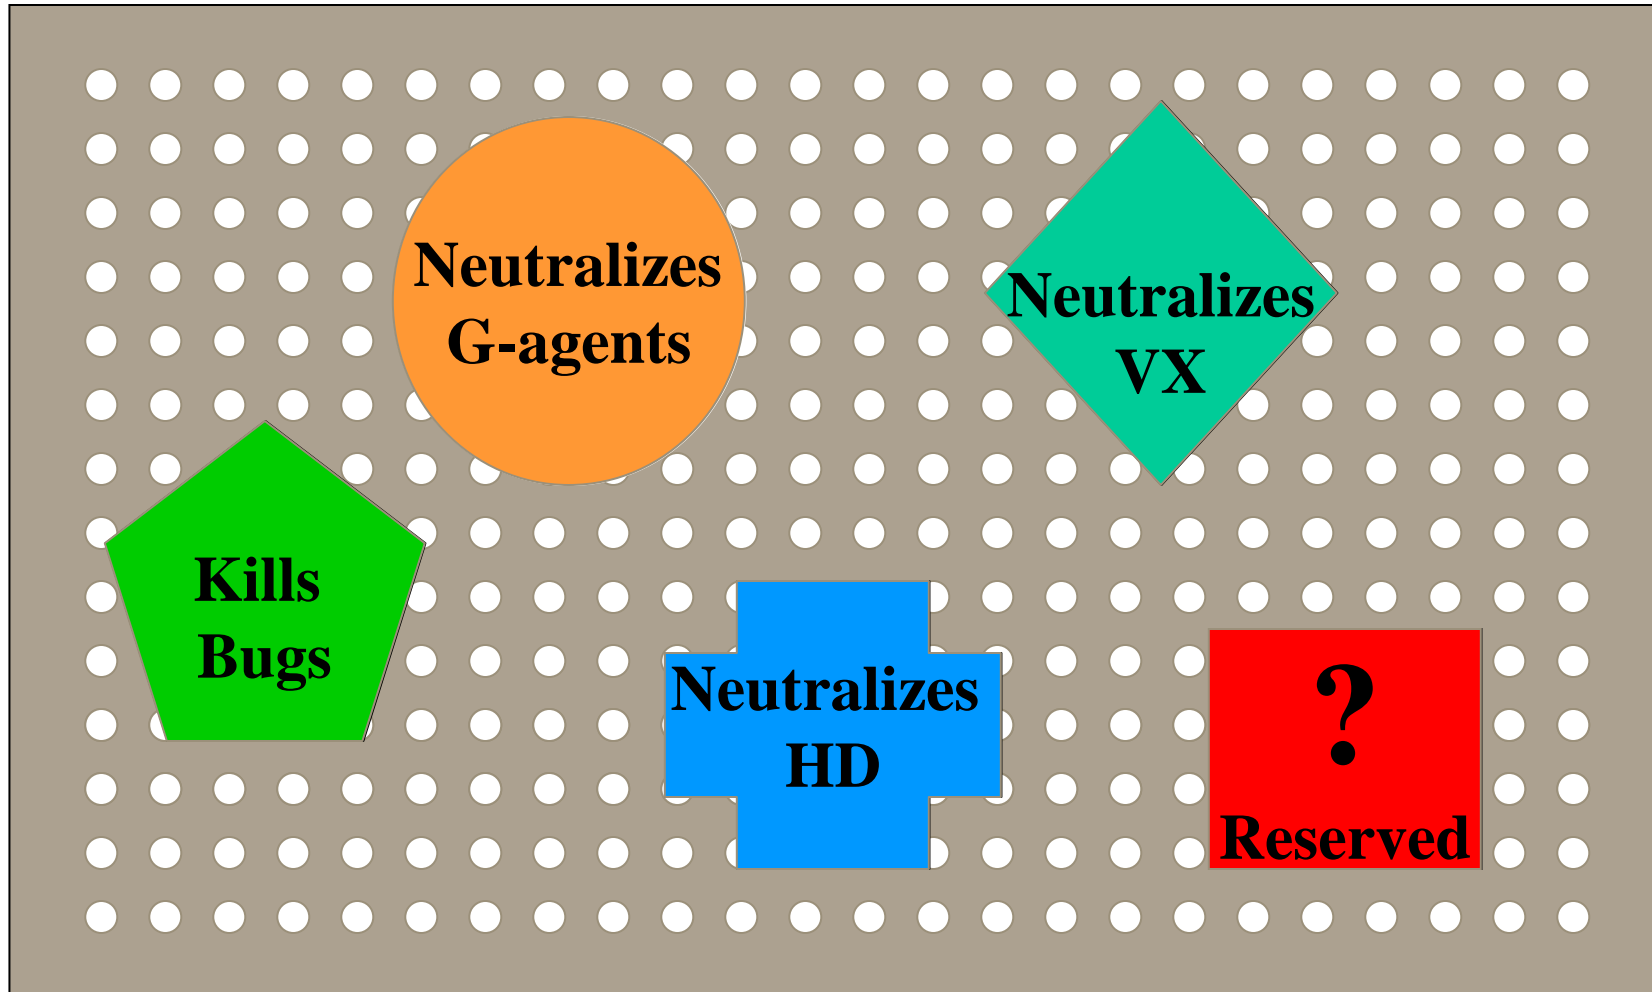 Neutralizes
G-agents
Neutralizes
VX
Kills
Bugs
Neutralizes
HD
?
Reserved